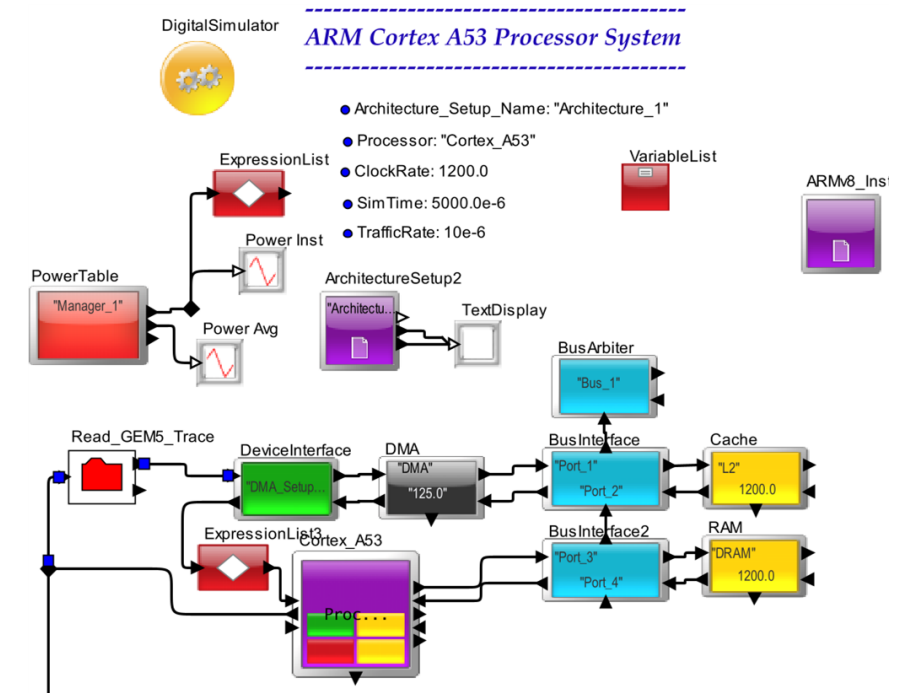 DigitalSimulator
ARM Cortex A53 Processor System
Architecture_Setup_Name: "Architecture_1"
Processor: "Cortex_A53"
ClockRate: 1200.0
SimTime: 5000.0e-6
TrafficRate: 10e-6
ExpressionList
VariableList
ARMv8_Inst
Power Inst
PowerTable
"Manager_1"
Power Avg
ArchitectureSetup2
"Architectu...
TextDisplay
BusArbiter
"Bus_1"
Read_GEM5_Trace
DeviceInterface
"DMA_Setup...
DMA
"DMA"
"125.0"
BusInterface
"Port_1"
"Port_2"
Cache
"L2"
1200.0
ExpressionList3
Cortex_A53
Proc...
BusInterface2
"Port_3"
"Port_4"
RAM
"DRAM"
1200.0